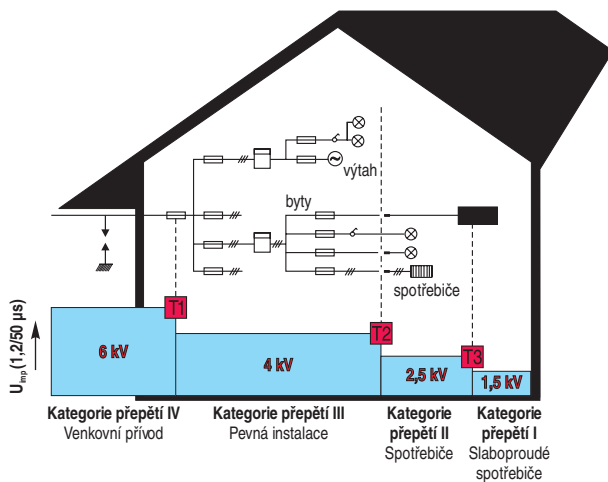 výtah
byty
spotřebiče
U_imp (1,2/50 µs)
T1
T2
T3
6 kV
4 kV
2,5 kV
1,5 kV
Kategorie přepětí IV
Venkovní přívod
Kategorie přepětí III
Pevná instalace
Kategorie
přepětí II
Spotřebiče
Kategorie
přepětí I
Slaboproudé
spotřebiče